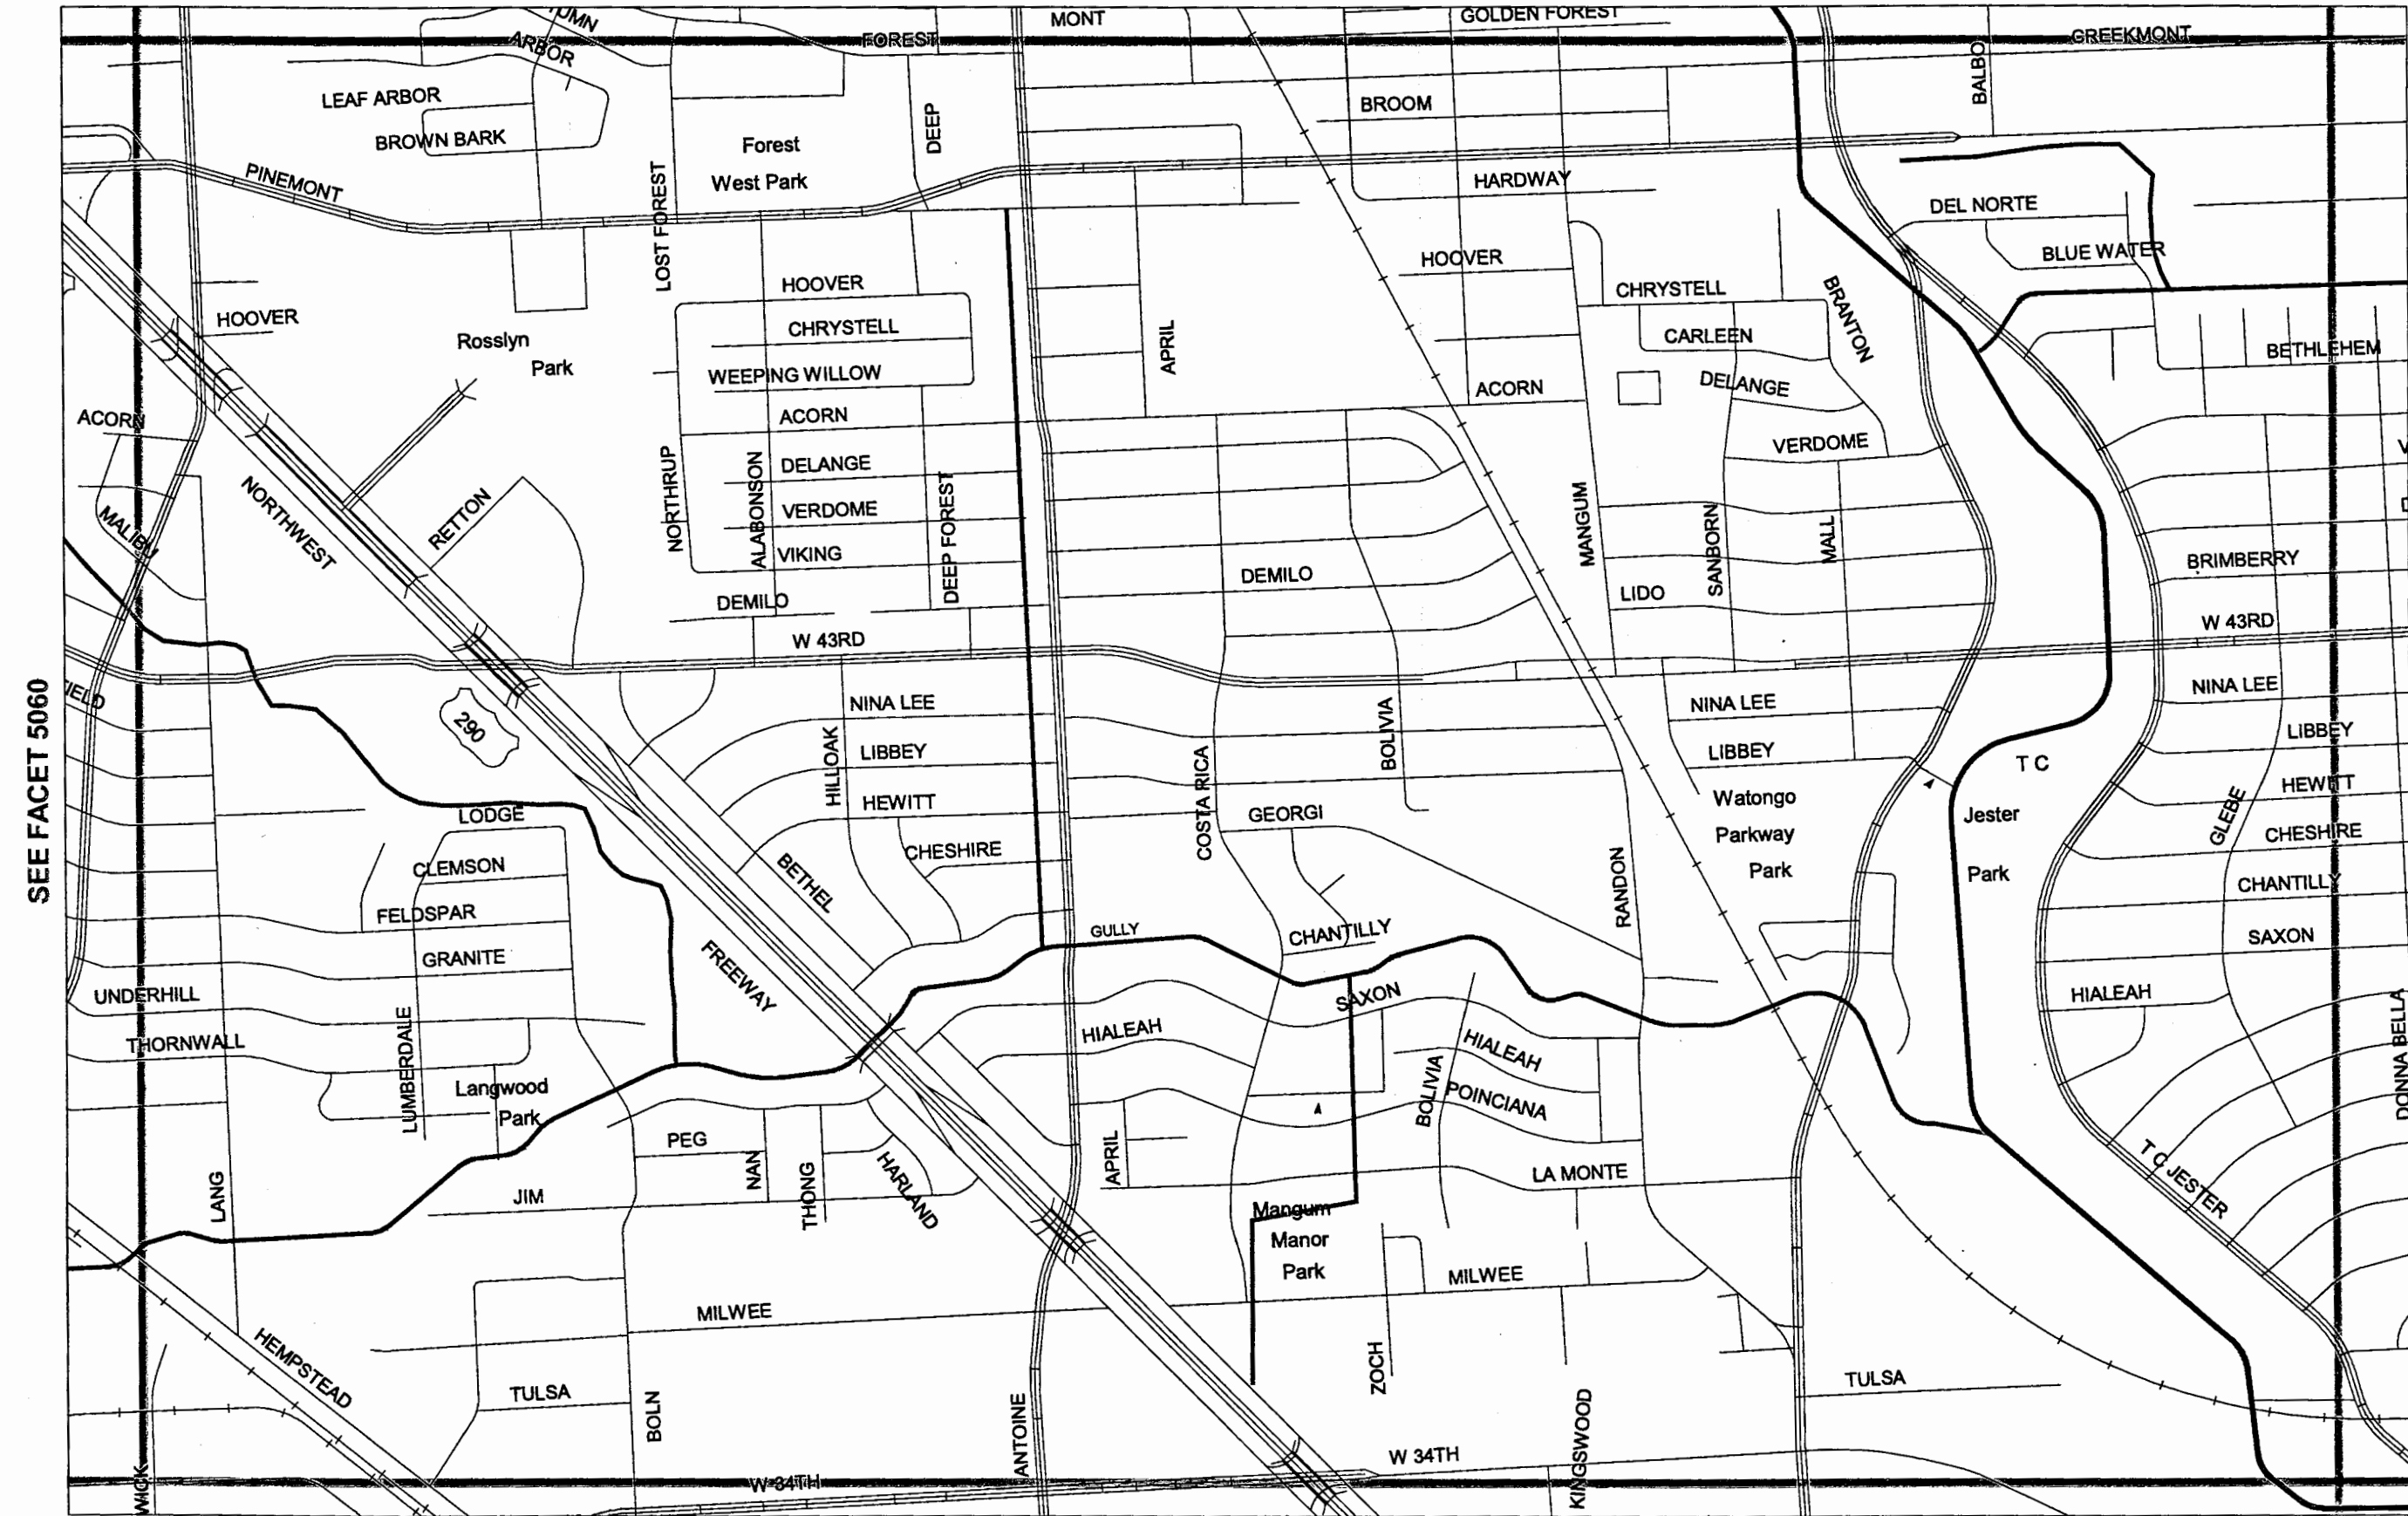 TUMN
MONT
GOLDEN FOREST
ARBOR
FOREST
GREEKMONT
LEAF ARBOR
BROOM
BALBO
BROWN BARK
Forest
West Park
DEEP
PINEMONT
LOST FOREST
HARDWAY
DEL NORTE
BLUE WATER
HOOVER
HOOVER
HOOVER
CHRYSTELL
CHRYSTELL
BRANTON
Rosslyn
Park
APRIL
CARLEEN
BETHLEHEM
WEEPING WILLOW
DELANGE
ACORN
ACORN
ACORN
VERDOME
NORTHWEST
RETTON
NORTHRUP
ALABONSON
DELANGE
DEEP FOREST
VERDOME
VIKING
MALIBU
MANGUM
SANBORN
MALL
BRIMBERRY
DEMILO
DEMILO
LIDO
W 43RD
W 43RD
SEE FACET 5060
FIELD
290
NINA LEE
NINA LEE
NINA LEE
HILLOAK
LIBBEY
BOLIVIA
LIBBEY
LIBBEY
COSTA RICA
T C
Jester
Park
HEWITT
HEWITT
LODGE
GEORGI
Watongo
Parkway
Park
GLEBE
CHESHIRE
CHESHIRE
CLEMSON
BETHEL
RANDON
CHANTILLY
FELDSPAR
GULLY
CHANTILLY
SAXON
GRANITE
FREEWAY
UNDERHILL
SAXON
HIALEAH
DONNA BELLA
THORNWALL
LUMBERDALE
HIALEAH
HIALEAH
Langwood
Park
BOLIVIA
POINCIANA
PEG
NAN
THONG
HARLAND
APRIL
LA MONTE
T C JESTER
LANG
JIM
Mangum
Manor
Park
MILWEE
MILWEE
HEMPSTEAD
TULSA
BOLN
ZOCH
TULSA
ANTOINE
KINGSWOOD
W 34TH
W 34TH
WICK